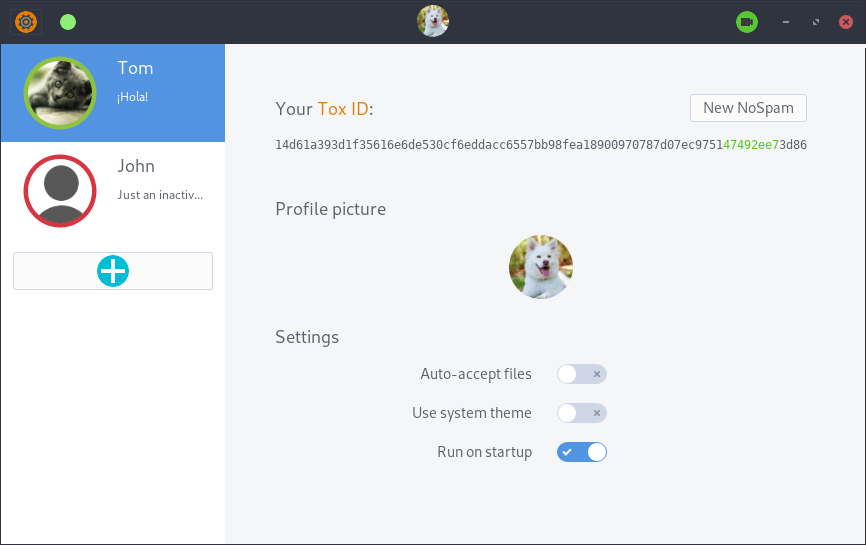 Tom
¡Hola!
John
Just an inactiv...
Your Tox ID:
New NoSpam
14d61a393d1f35616e6de530cf6eddacc6557bb98fea18900970787d07ec975147492ee73d86
Profile picture
Settings
Auto-accept files
Use system theme
Run on startup